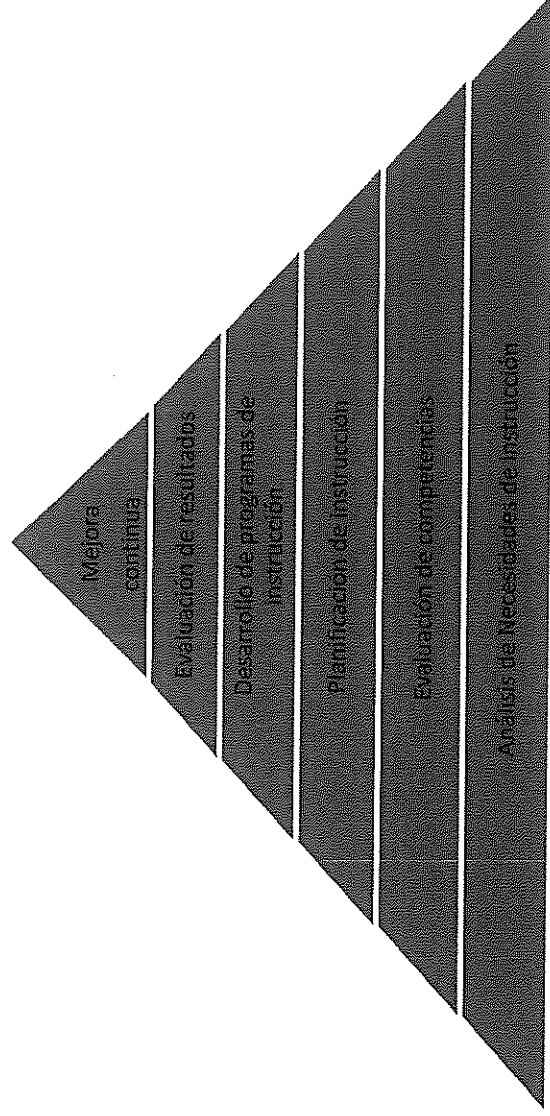 Mejora
continua
Evaluación de resultados
Desarrollo de programas de
instrucción
Planificación de Instrucción
Evaluación de competencias
Análisis de Necesidades de Instrucción